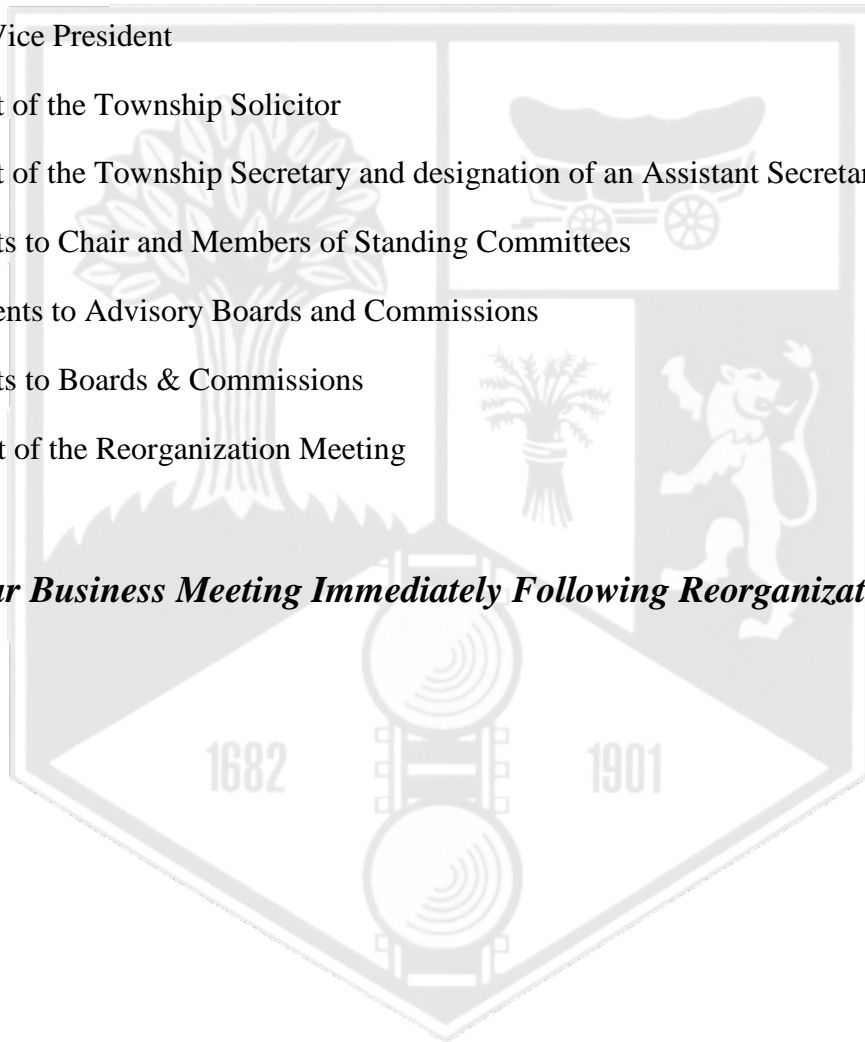 Vice President
t of the Township Solicitor
t of the Township Secretary and designation of an Assistant Secretar
ts to Chair and Members of Standing Committees
ents to Advisory Boards and Commissions
ts to Boards & Commissions
t of the Reorganization Meeting
ar Business Meeting Immediately Following Reorganizat
1682 1901